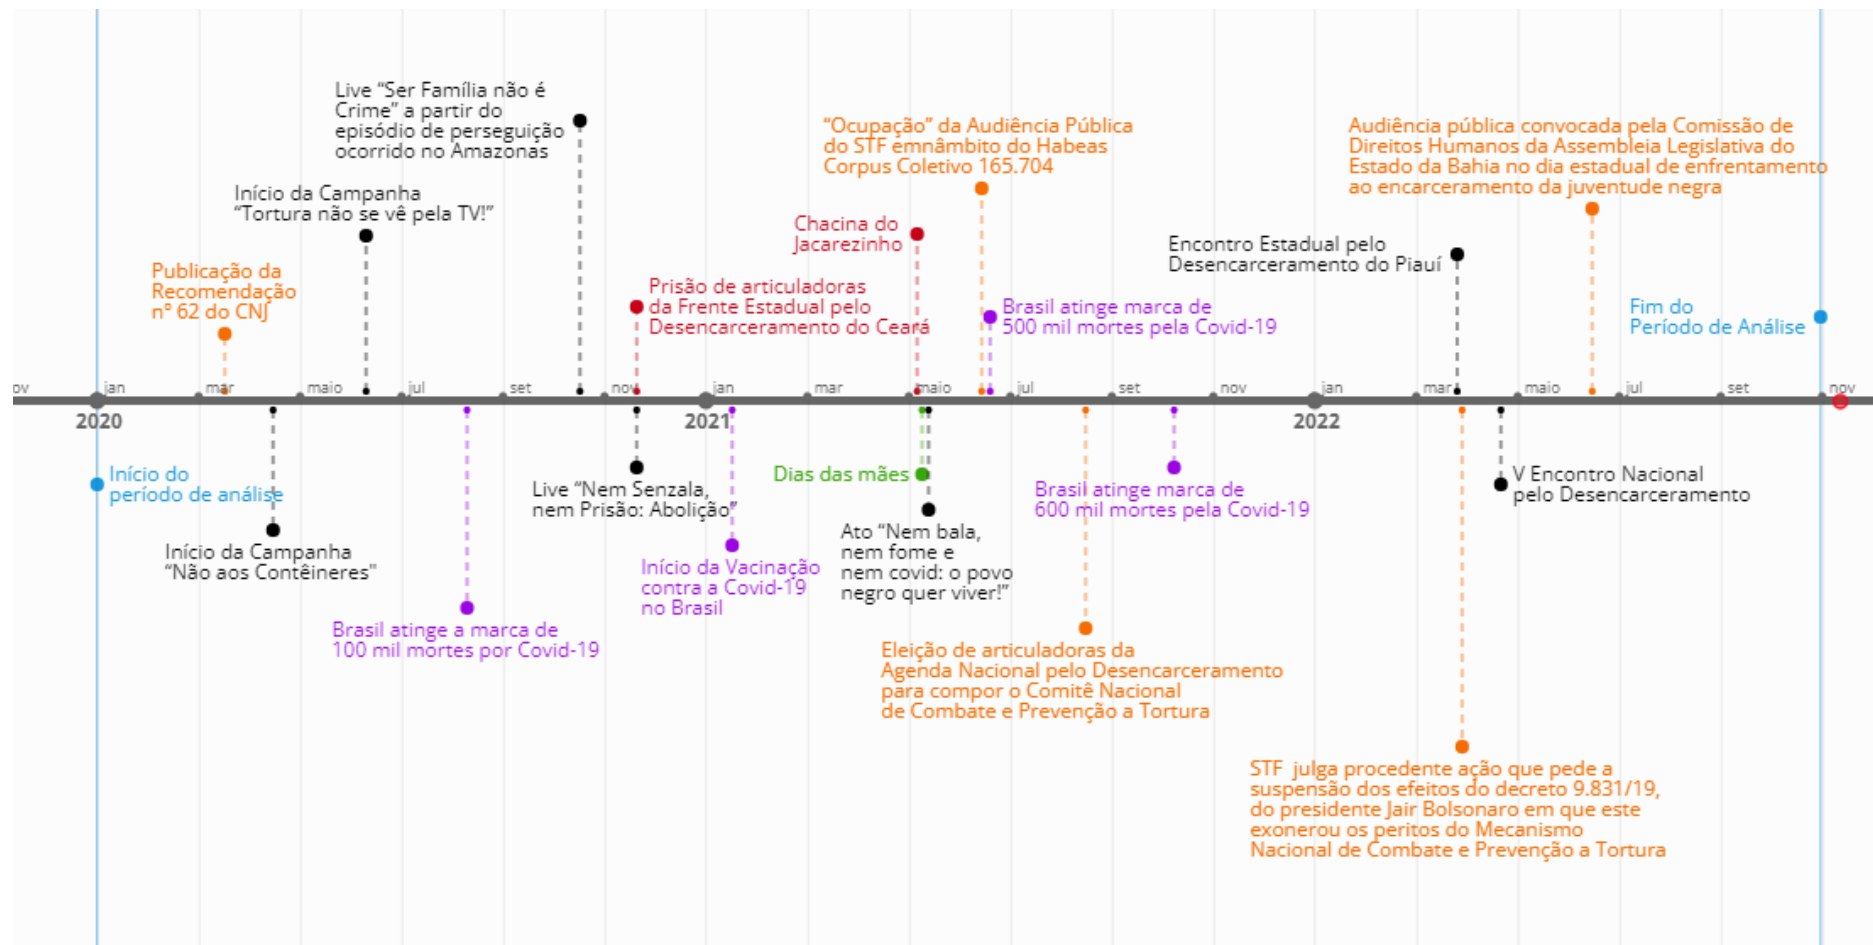 Live “Ser Família não é
Crime” a partir do
episódio de perseguição
ocorrido no Amazonas
“Ocupação” da Audiência Pública
do STF emnâmbito do Habeas
Corpus Coletivo 165.704
Audiência pública convocada pela Comissão de
Direitos Humanos da Assembleia Legislativa do
Estado da Bahia no dia estadual de enfrentamento
ao encarceramento da juventude negra
Início da Campanha
“Tortura não se vê pela TV!”
Chacina do
Jacarezinho
Encontro Estadual pelo
Desencarceramento do Piauí
Publicação da
Recomendação
nº 62 do CNJ
Prisão de articuladoras
da Frente Estadual pelo
Desencarceramento do Ceará
Brasil atinge marca de
500 mil mortes pela Covid-19
Fim do
Período de Análise
ov jan mar maio jul set nov jan mar maio jul set nov jan mar maio jul set nov
2020 2021 2022
Início do
período de análise
Live “Nem Senzala,
nem Prisão: Abolição”
Dias das mães
Brasil atinge marca de
600 mil mortes pela Covid-19
V Encontro Nacional
pelo Desencarceramento
Início da Campanha
“Não aos Contêineres"
Início da Vacinação
contra a Covid-19
no Brasil
Ato “Nem bala,
nem fome e
nem covid: o povo
negro quer viver!”
Brasil atinge a marca de
100 mil mortes por Covid-19
Eleição de articuladoras da
Agenda Nacional pelo Desencarceramento
para compor o Comitê Nacional
de Combate e Prevenção a Tortura
STF julga procedente ação que pede a
suspensão dos efeitos do decreto 9.831/19,
do presidente Jair Bolsonaro em que este
exonerou os peritos do Mecanismo
Nacional de Combate e Prevenção a Tortura